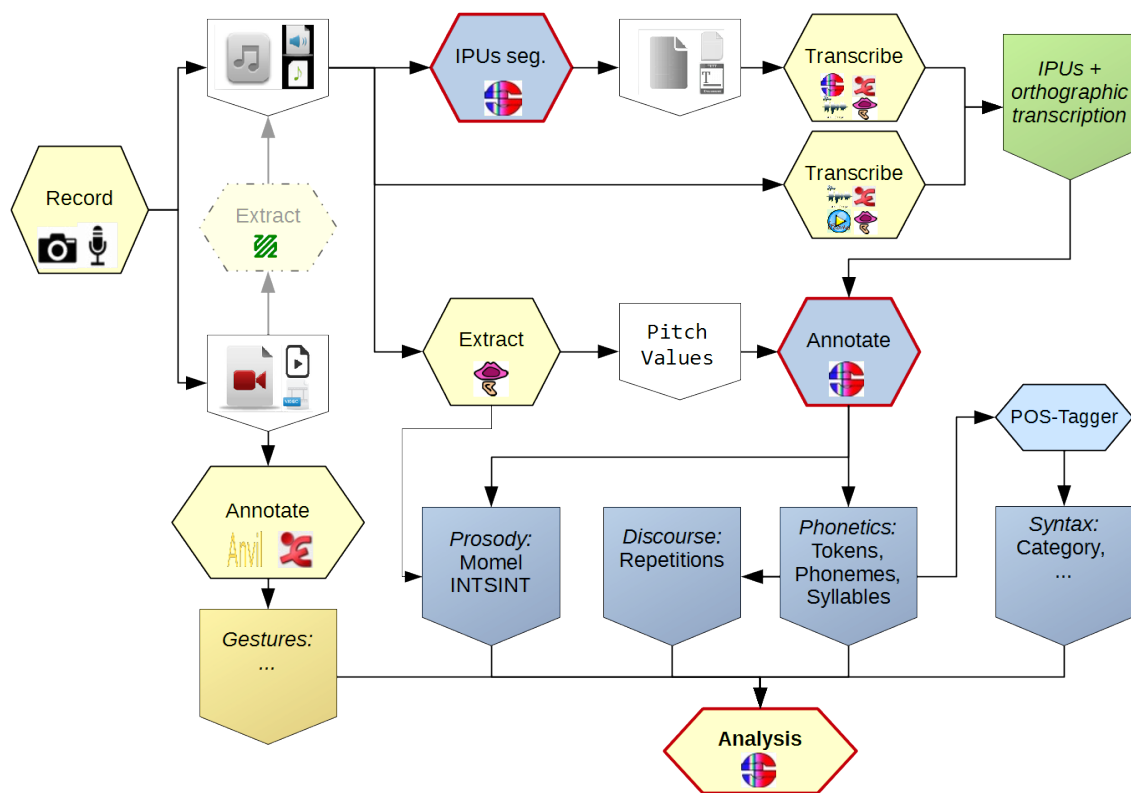 IPUs seg.
Transcribe
IPUs +
orthographic
transcription
Record
Extract
Transcribe
Extract
Pitch
Values
Annotate
POS-Tagger
Annotate
Anvil
Prosody:
Momel
INTSINT
Discourse:
Repetitions
Phonetics:
Tokens,
Phonemes,
Syllables
Syntax:
Category,
...
Gestures:
...
Analysis